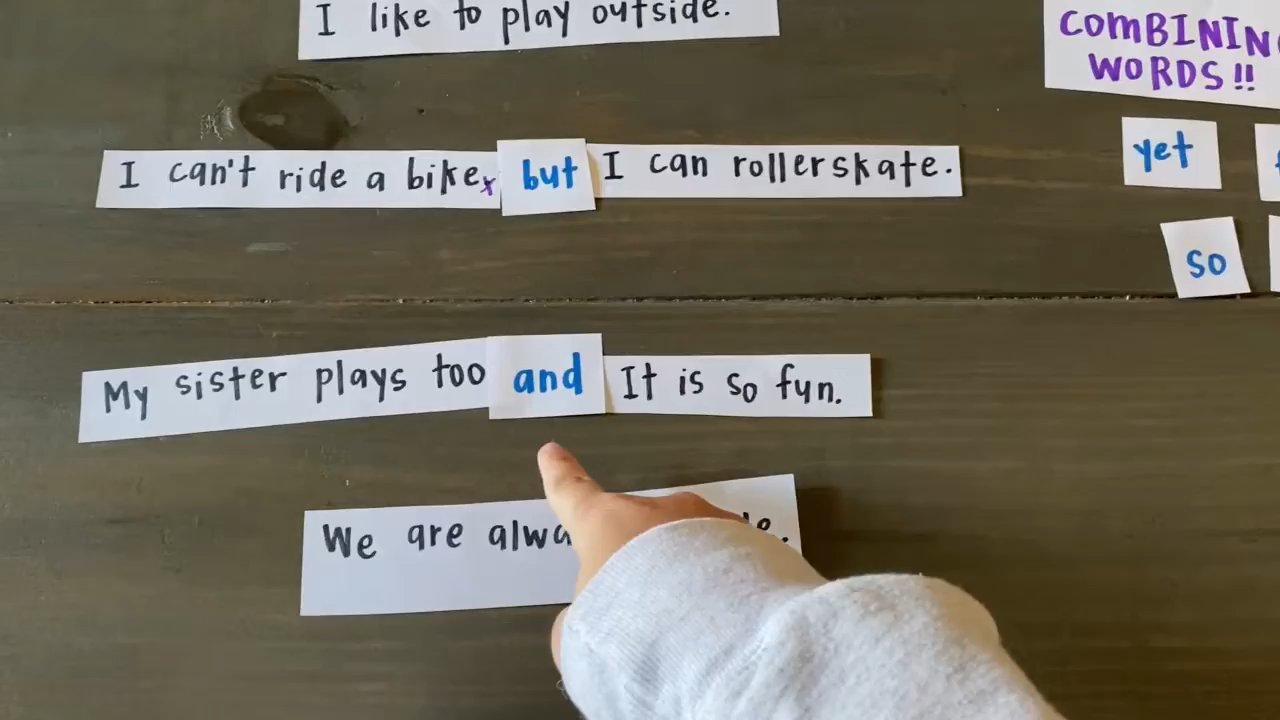 I like to play outside.
COMBINING
WORDS!!
I can't ride a bike, but I can rollerskate.
yet
so
My sister plays too and It is so fun.
We are